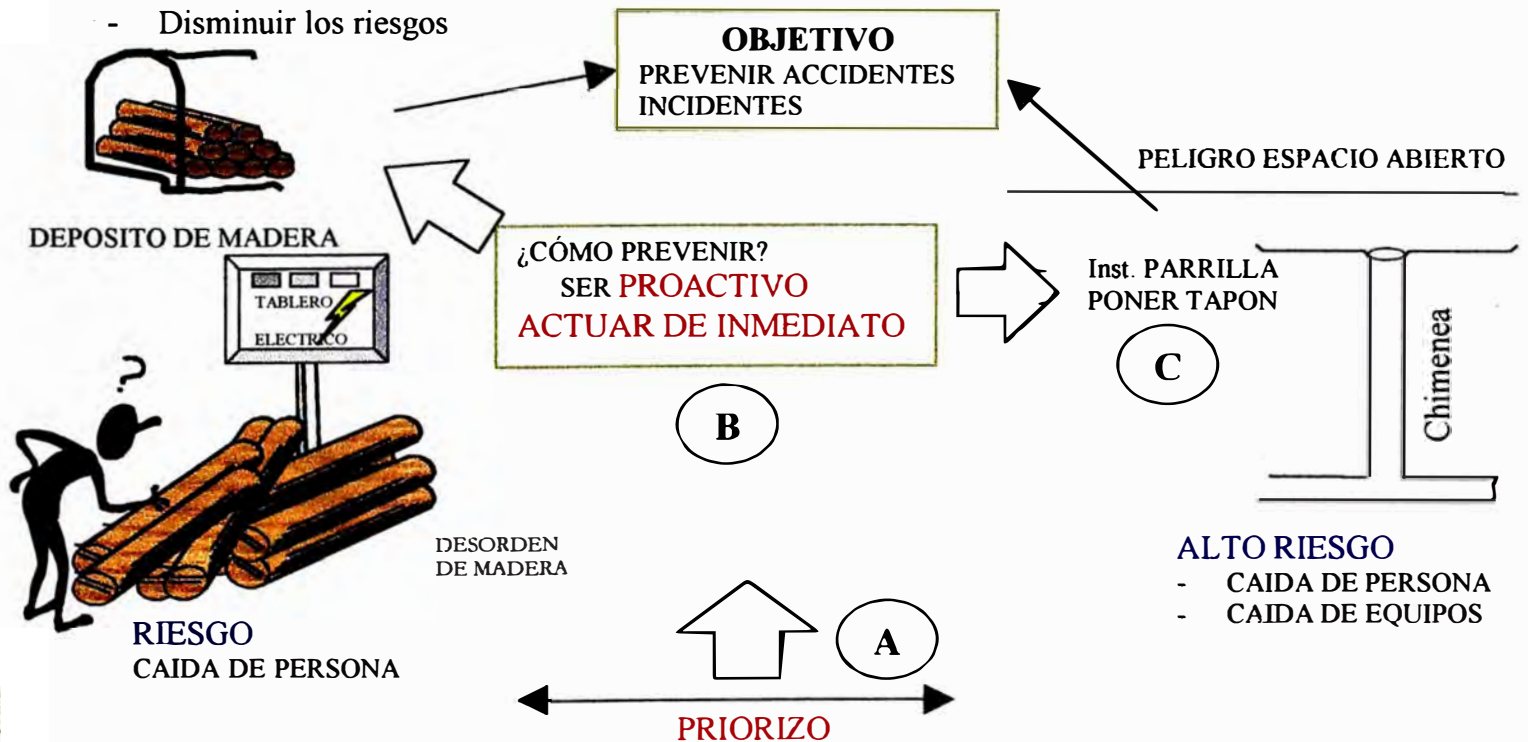 - Disminuir los riesgos
OBJETIVO
PREVENIR ACCIDENTES
INCIDENTES
PELIGRO ESPACIO ABIERTO
DEPOSITO DE MADERA
TABLERO
ELECTRICO
?
¿CÓMO PREVENIR?
SER PROACTIVO
ACTUAR DE INMEDIATO
B
Inst. PARRILLA
PONER TAPON
C
Chimenea
DESORDEN
DE MADERA
RIESGO
CAIDA DE PERSONA
ALTO RIESGO
- CAIDA DE PERSONA
- CAIDA DE EQUIPOS
A
PRIORIZO